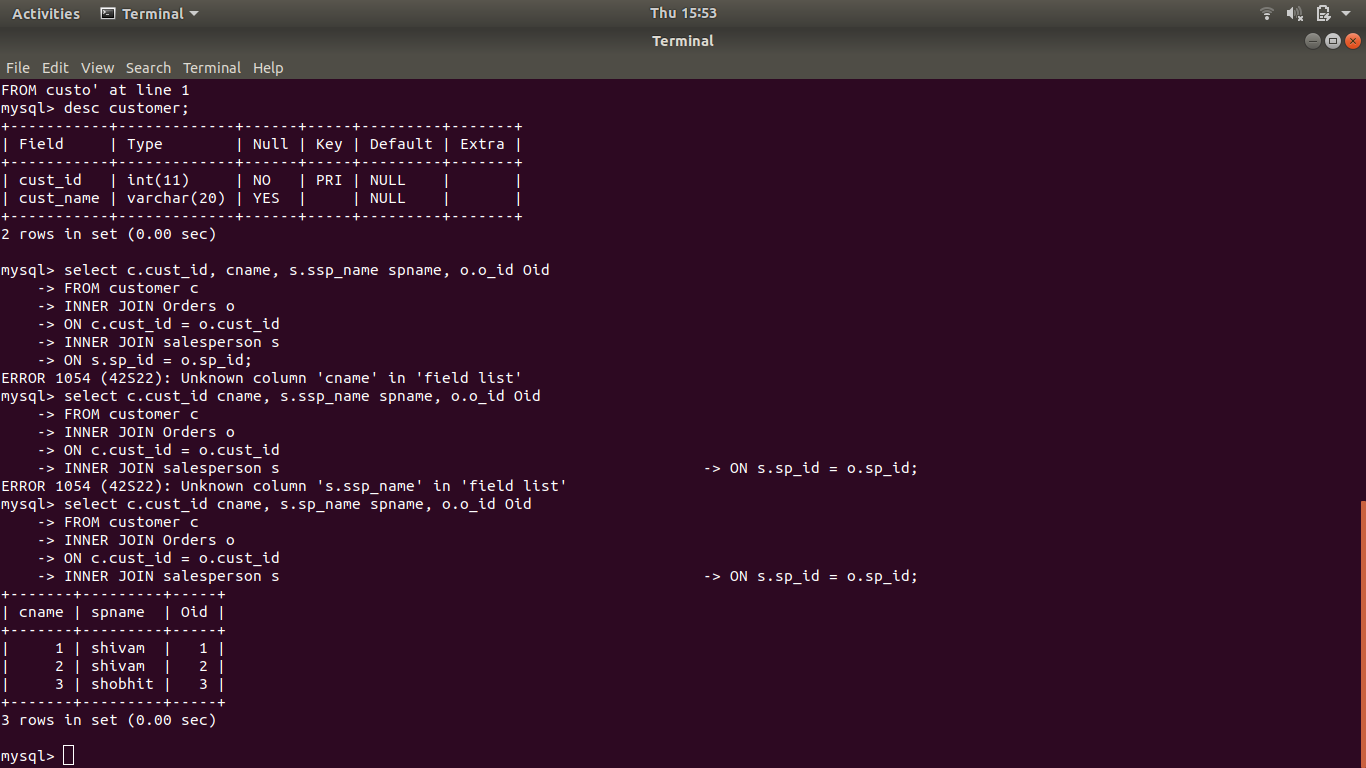 Activities Terminal Thu 15:53
Terminal
File Edit View Search Terminal Help
FROM custo' at line 1
mysql> desc customer;
+-----------+-------------+------+-----+---------+-------+
| Field     | Type        | Null | Key | Default | Extra |
+-----------+-------------+------+-----+---------+-------+
| cust_id   | int(11)     | NO   | PRI | NULL    |       |
| cust_name | varchar(20) | YES  |     | NULL    |       |
+-----------+-------------+------+-----+---------+-------+
2 rows in set (0.00 sec)

mysql> select c.cust_id, cname, s.ssp_name spname, o.o_id Oid
    -> FROM customer c
    -> INNER JOIN Orders o
    -> ON c.cust_id = o.cust_id
    -> INNER JOIN salesperson s
    -> ON s.sp_id = o.sp_id;
ERROR 1054 (42S22): Unknown column 'cname' in 'field list'
mysql> select c.cust_id cname, s.ssp_name spname, o.o_id Oid
    -> FROM customer c
    -> INNER JOIN Orders o
    -> ON c.cust_id = o.cust_id
    -> INNER JOIN salesperson s                                               -> ON s.sp_id = o.sp_id;
ERROR 1054 (42S22): Unknown column 's.ssp_name' in 'field list'
mysql> select c.cust_id cname, s.sp_name spname, o.o_id Oid
    -> FROM customer c
    -> INNER JOIN Orders o
    -> ON c.cust_id = o.cust_id
    -> INNER JOIN salesperson s                                               -> ON s.sp_id = o.sp_id;
+-------+---------+-----+
| cname | spname  | Oid |
+-------+---------+-----+
|     1 | shivam  |   1 |
|     2 | shivam  |   2 |
|     3 | shobhit |   3 |
+-------+---------+-----+
3 rows in set (0.00 sec)

mysql>